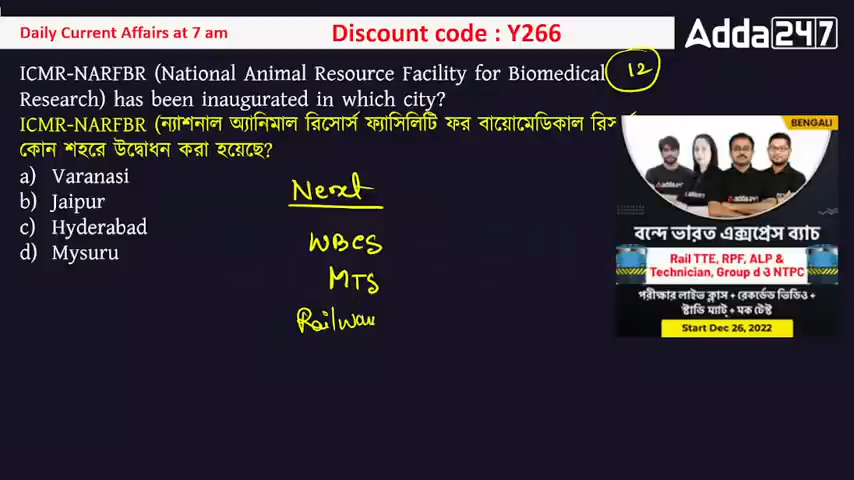 Daily Current Affairs at 7 am
Discount code : Y266
Adda247
ICMR-NARFBR (National Animal Resource Facility for Biomedical
12
Research) has been inaugurated in which city?
ICMR-NARFBR (ন্যাশনাল অ্যানিমাল রিসোর্স ফ্যাসিলিটি ফর বায়োমেডিকাল
কোন শহরে উদ্বোধন করা হয়েছে?
a) Varanasi
b) Jaipur
c) Hyderabad
d) Mysuru
Next
WBCS
MTS
Railway
BENGALI
বন্দে ভারত এক্সপ্রেস ব্যাচ
Rail TTE, RPF, ALP &
Technician, Group d ও NTPC
পরীক্ষার লাইভ ক্লাস + রেকর্ডেড ভিডিও +
স্টাডি ম্যাট্ + মক টেস্ট
Start Dec 26, 2022